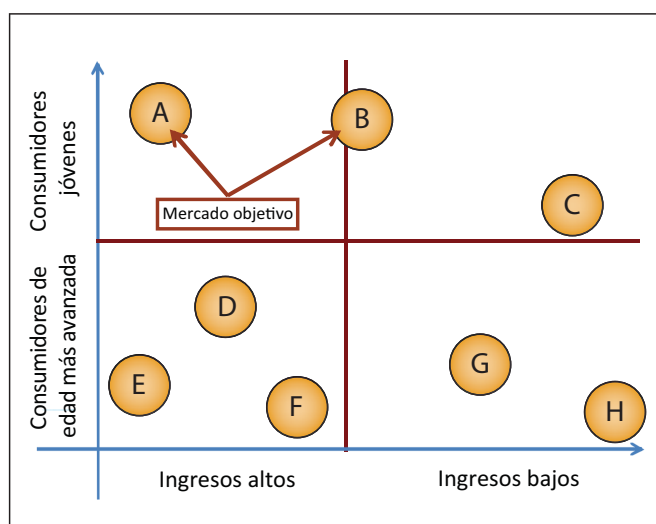 Consumidores
jóvenes
A
B
C
Mercado objetivo
Consumidores de
edad más avanzada
D
E
F
G
H
Ingresos altos
Ingresos bajos